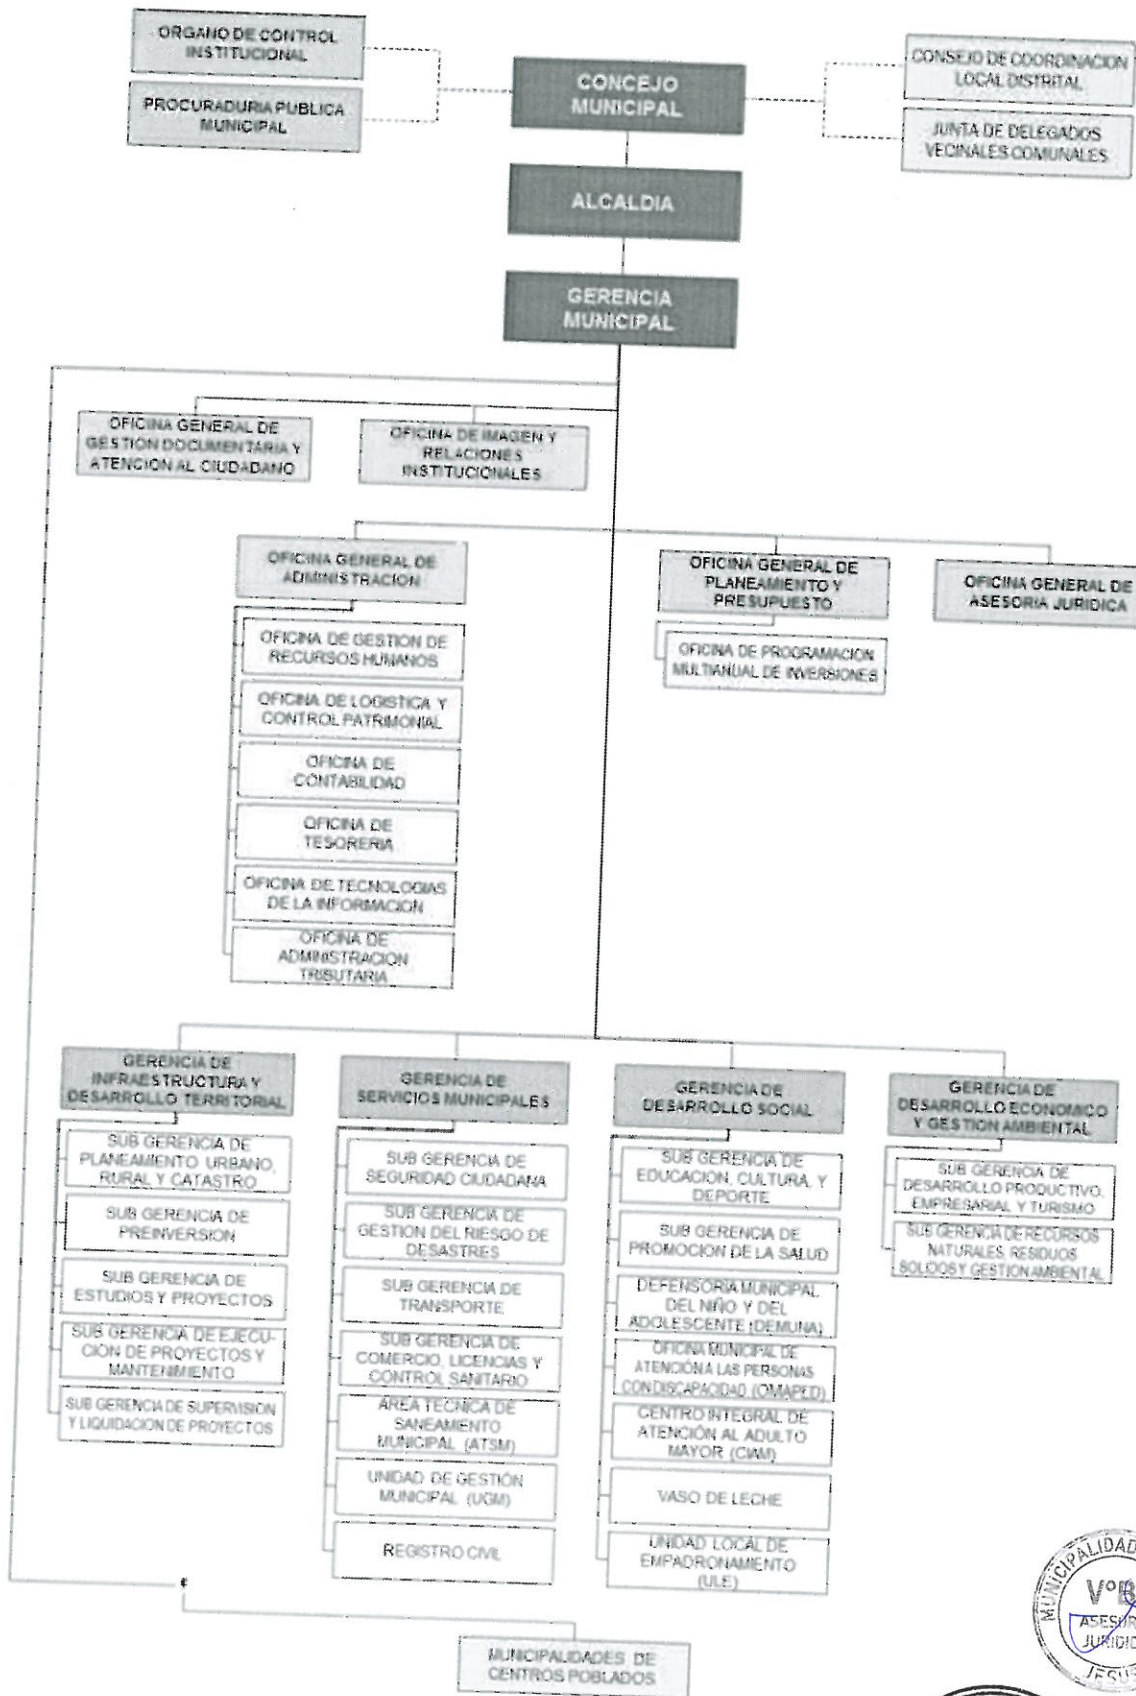 ORGANO DE CONTROL
INSTITUCIONAL
PROCURADURIA PUBLICA
MUNICIPAL
CONCEJO
MUNICIPAL
CONSEJO DE COORDINACION
LOCAL DISTRITAL
JUNTA DE DELEGADOS
VECINALES COMUNALES
ALCALDIA
GERENCIA
MUNICIPAL
OFICINA GENERAL DE
GESTION DOCUMENTARIA Y
ATENCION AL CIUDADANO
OFICINA DE IMAGEN Y
RELACIONES
INSTITUCIONALES
OFICINA GENERAL DE
ADMINISTRACION
OFICINA DE GESTION DE
RECURSOS HUMANOS
OFICINA DE LOGISTICA Y
CONTROL PATRIMONIAL
OFICINA DE
CONTABILIDAD
OFICINA DE
TESORERIA
OFICINA DE TECNOLOGIAS
DE LA INFORMACION
OFICINA DE
ADMINISTRACION
TRIBUTARIA
OFICINA GENERAL DE
PLANEAMIENTO Y
PRESUPUESTO
OFICINA DE PROGRAMACION
MULTIANUAL DE INVERSIONES
OFICINA GENERAL DE
ASESORIA JURIDICA
GERENCIA DE
INFRAESTRUCTURA Y
DESARROLLO TERRITORIAL
SUB GERENCIA DE
PLANEAMIENTO URBANO,
RURAL Y CATASTRO
SUB GERENCIA DE
PREINVERSION
SUB GERENCIA DE
ESTUDIOS Y PROYECTOS
SUB GERENCIA DE EJECU-
CION DE PROYECTOS Y
MANTENIMIENTO
SUB GERENCIA DE SUPERVISION
Y LIQUIDACION DE PROYECTOS
GERENCIA DE
SERVICIOS MUNICIPALES
SUB GERENCIA DE
SEGURIDAD CIUDADANA
SUB GERENCIA DE
GESTION DEL RIESGO DE
DESASTRES
SUB GERENCIA DE
TRANSPORTE
SUB GERENCIA DE
COMERCIO, LICENCIAS Y
CONTROL SANITARIO
AREA TECNICA DE
SANEAMIENTO
MUNICIPAL (ATSM)
UNIDAD DE GESTIÓN
MUNICIPAL (UGM)
REGISTRO CIVIL
GERENCIA DE
DESARROLLO SOCIAL
SUB GERENCIA DE
EDUCACION, CULTURA, Y
DEPORTE
SUB GERENCIA DE
PROMOCION DE LA SALUD
DEFENSORIA MUNICIPAL
DEL NIÑO Y DEL
ADOLESCENTE (DEMUNA)
OFICINA MUNICIPAL DE
ATENCIÓN A LAS PERSONAS
CON DISCAPACIDAD (OMAPED)
CENTRO INTEGRAL DE
ATENCIÓN AL ADULTO
MAYOR (CIAM)
VASO DE LECHE
UNIDAD LOCAL DE
EMPADRONAMIENTO
(ULE)
GERENCIA DE
DESARROLLO ECONOMICO
Y GESTION AMBIENTAL
SUB GERENCIA DE
DESARROLLO PRODUCTIVO,
EMPRESARIAL Y TURISMO
SUB GERENCIA DE RECURSOS
NATURALES, RESIDUOS
SOLIDOS Y GESTION AMBIENTAL
MUNICIPALIDADES DE
CENTROS POBLADOS
MUNICIPALIDAD
V°B
JESUS